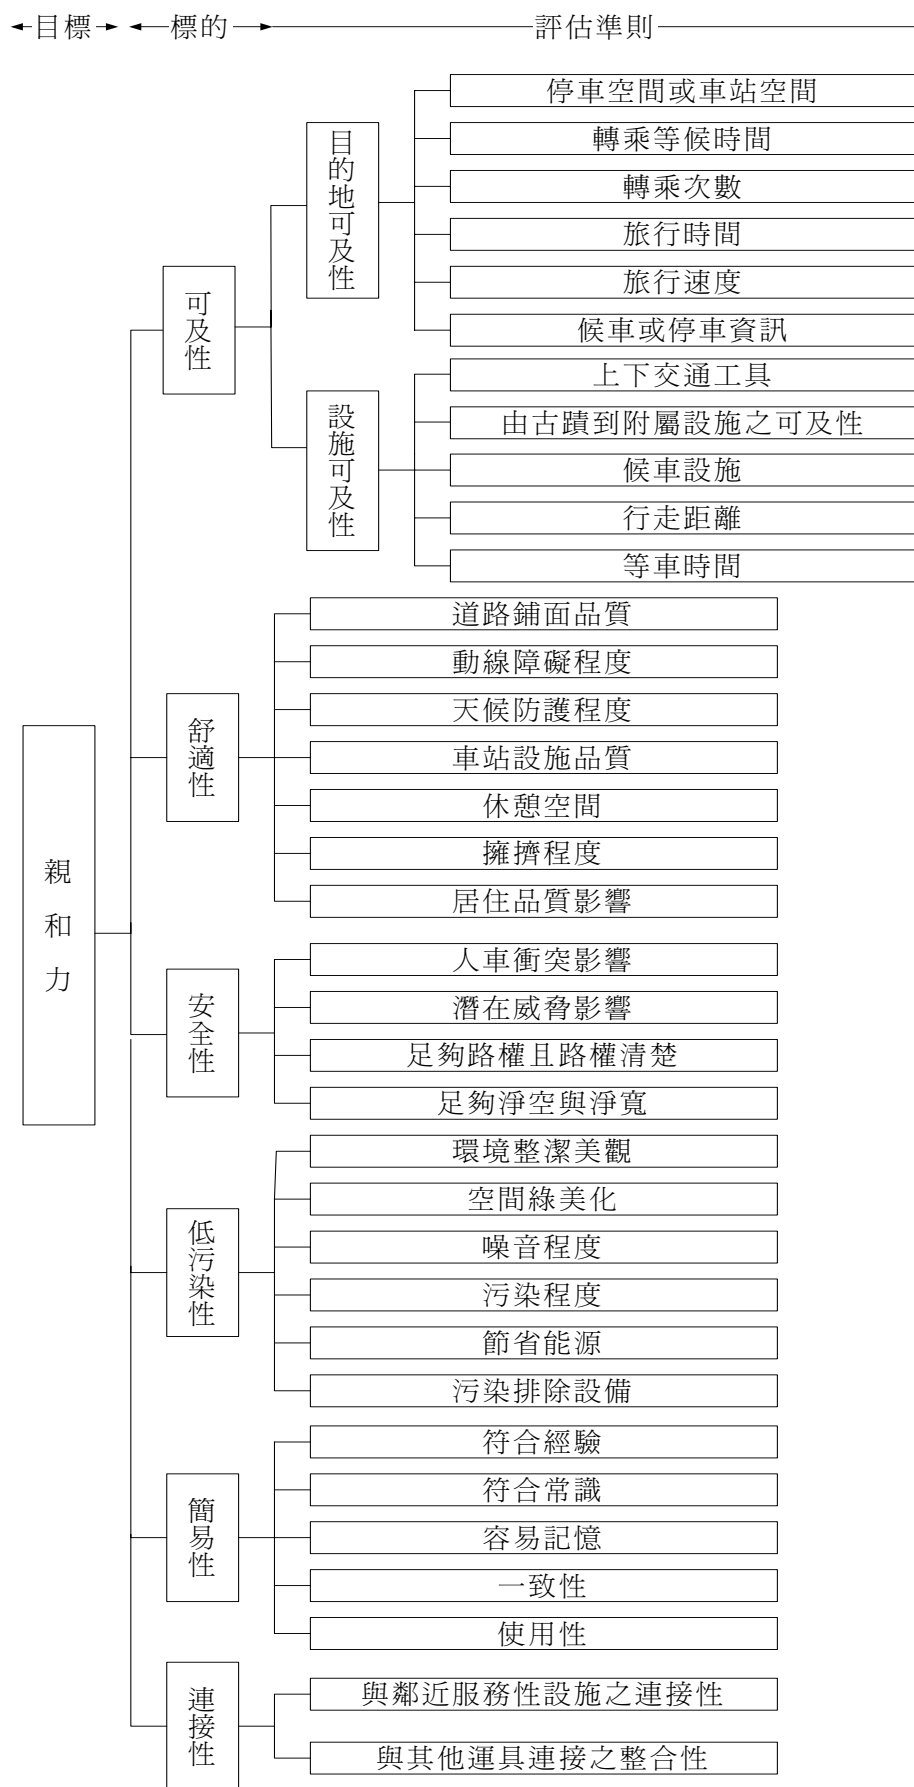 目標 標的 評估準則
親和力
可及性
目的地可及性
停車空間或車站空間
轉乘等候時間
轉乘次數
旅行時間
旅行速度
候車或停車資訊
設施可及性
上下交通工具
由古蹟到附屬設施之可及性
候車設施
行走距離
等車時間
舒適性
道路鋪面品質
動線障礙程度
天候防護程度
車站設施品質
休憩空間
擁擠程度
居住品質影響
安全性
人車衝突影響
潛在威脅影響
足夠路權且路權清楚
足夠淨空與淨寬
低污染性
環境整潔美觀
空間綠美化
噪音程度
污染程度
節省能源
污染排除設備
簡易性
符合經驗
符合常識
容易記憶
一致性
使用性
連接性
與鄰近服務性設施之連接性
與其他運具連接之整合性